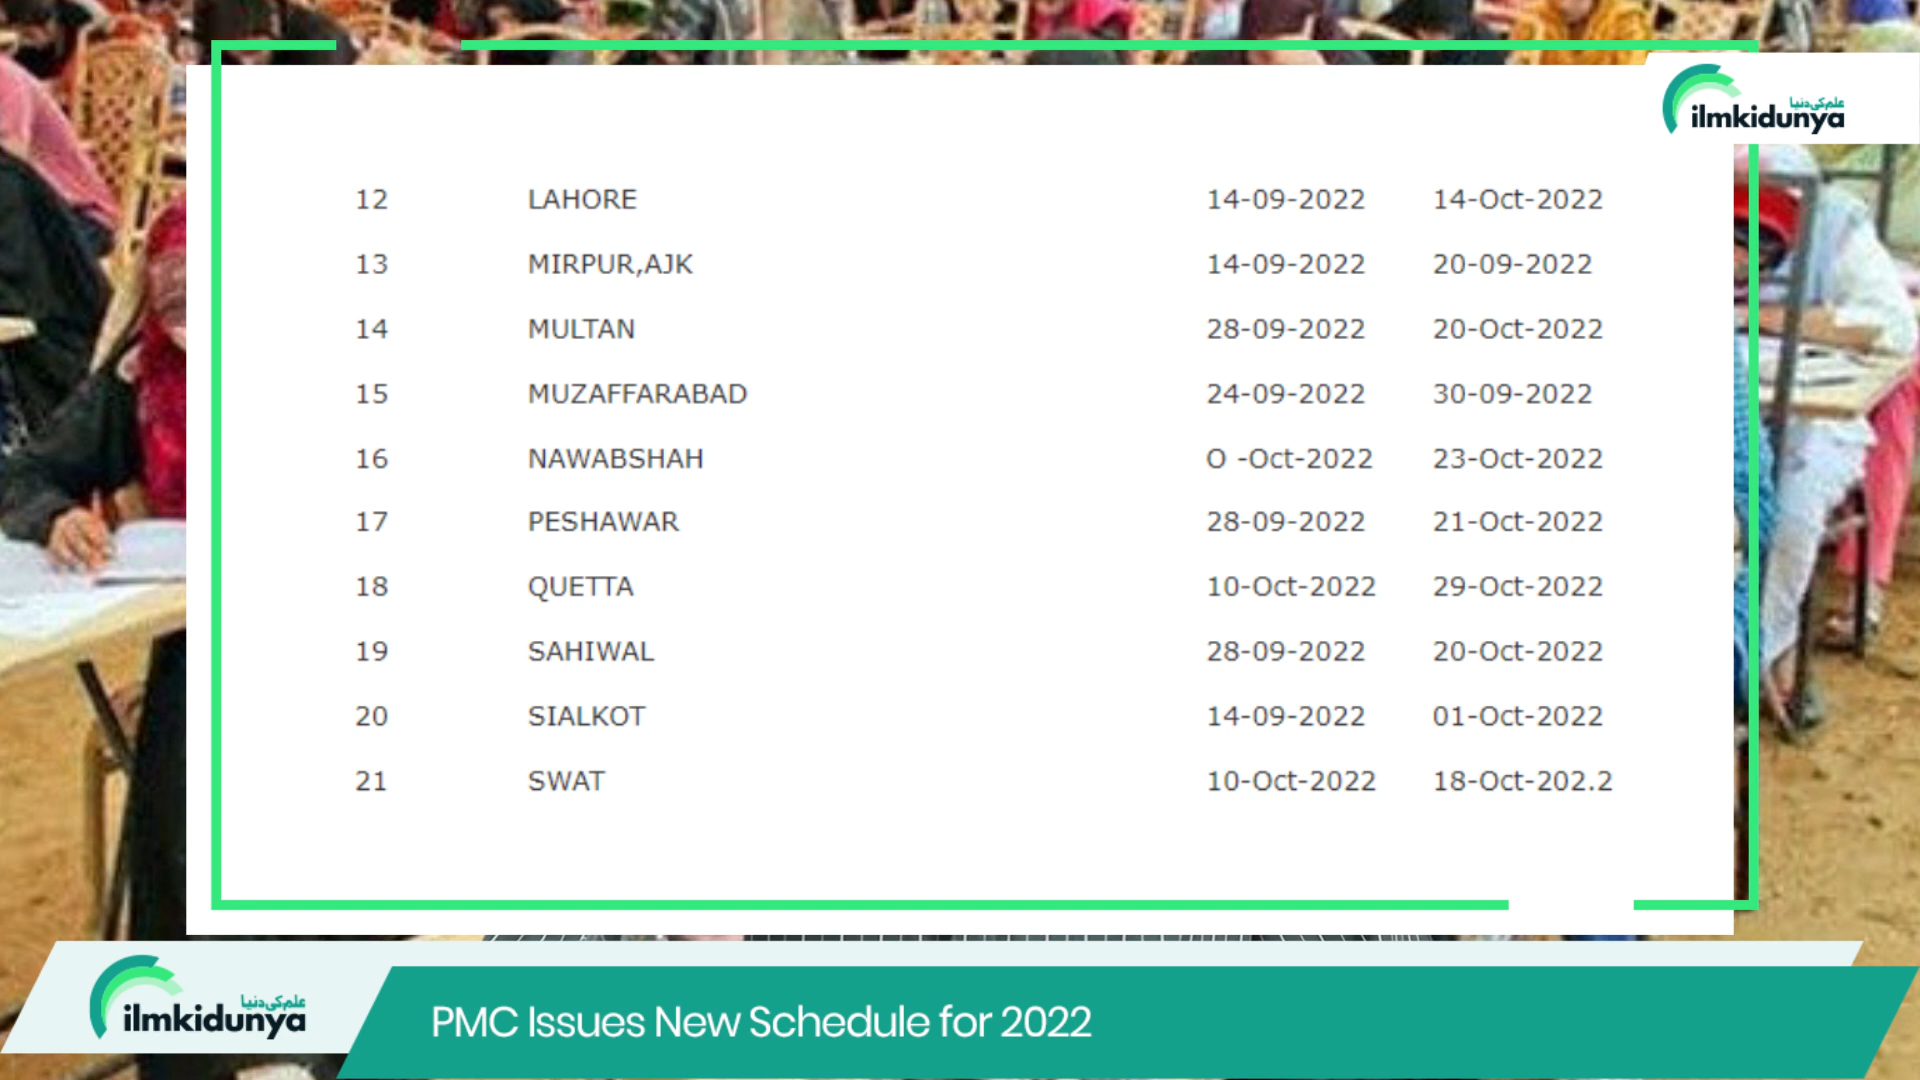 علم کی دنیا
ilmkidunya
12 LAHORE 14-09-2022 14-Oct-2022
13 MIRPUR,AJK 14-09-2022 20-09-2022
14 MULTAN 28-09-2022 20-Oct-2022
15 MUZAFFARABAD 24-09-2022 30-09-2022
16 NAWABSHAH O -Oct-2022 23-Oct-2022
17 PESHAWAR 28-09-2022 21-Oct-2022
18 QUETTA 10-Oct-2022 29-Oct-2022
19 SAHIWAL 28-09-2022 20-Oct-2022
20 SIALKOT 14-09-2022 01-Oct-2022
21 SWAT 10-Oct-2022 18-Oct-202.2
علم کی دنیا
ilmkidunya
PMC Issues New Schedule for 2022